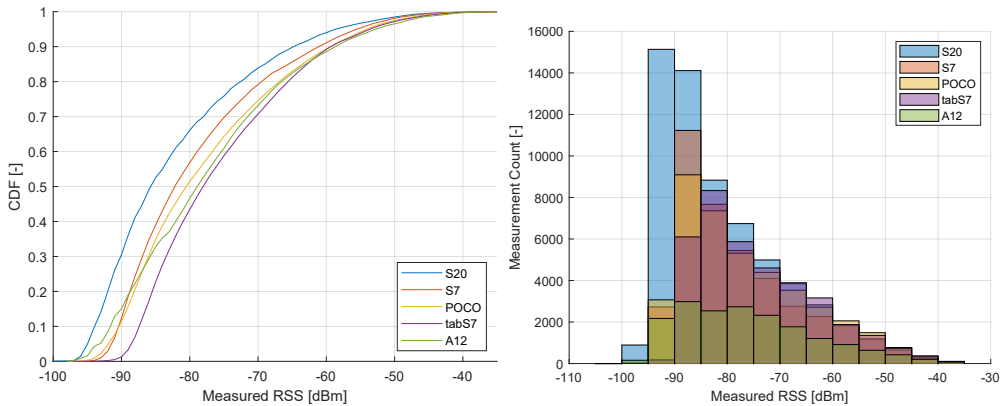 1
0.9
0.8
0.7
0.6
0.5
0.4
0.3
0.2
0.1
0
CDF [-]
-100 -90 -80 -70 -60 -50 -40
Measured RSS [dBm]
S20
S7
POCO
tabS7
A12
16000
14000
12000
10000
8000
6000
4000
2000
0
Measurement Count [-]
-110 -100 -90 -80 -70 -60 -50 -40 -30
Measured RSS [dBm]
S20
S7
POCO
tabS7
A12